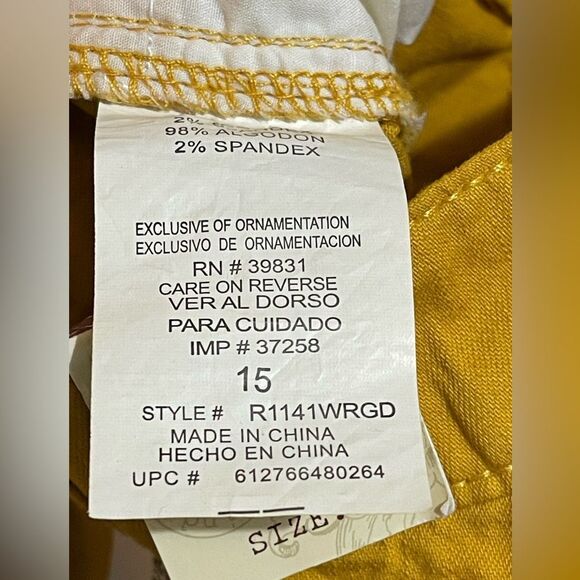 98% ALGODON
2% SPANDEX
EXCLUSIVE OF ORNAMENTATION
EXCLUSIVO DE ORNAMENTACION
RN # 39831
CARE ON REVERSE
VER AL DORSO
PARA CUIDADO
IMP # 37258
15
STYLE # R1141WRGD
MADE IN CHINA
HECHO EN CHINA
UPC # 612766480264
SIZE: